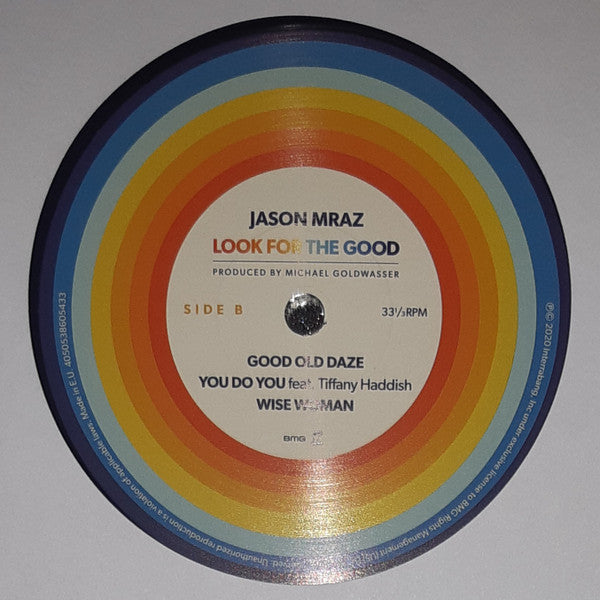 JASON MRAZ
LOOK FOR THE GOOD
PRODUCED BY MICHAEL GOLDWASSER
SIDE B
33⅓RPM
GOOD OLD DAZE
YOU DO YOU feat. Tiffany Haddish
WISE WOMAN
BMG
℗© 2020 Interrabang, Inc under exclusive license to BMG Rights Management (US)
Unauthorized reproduction is a violation of applicable laws. Made in E.U. 4050538605433